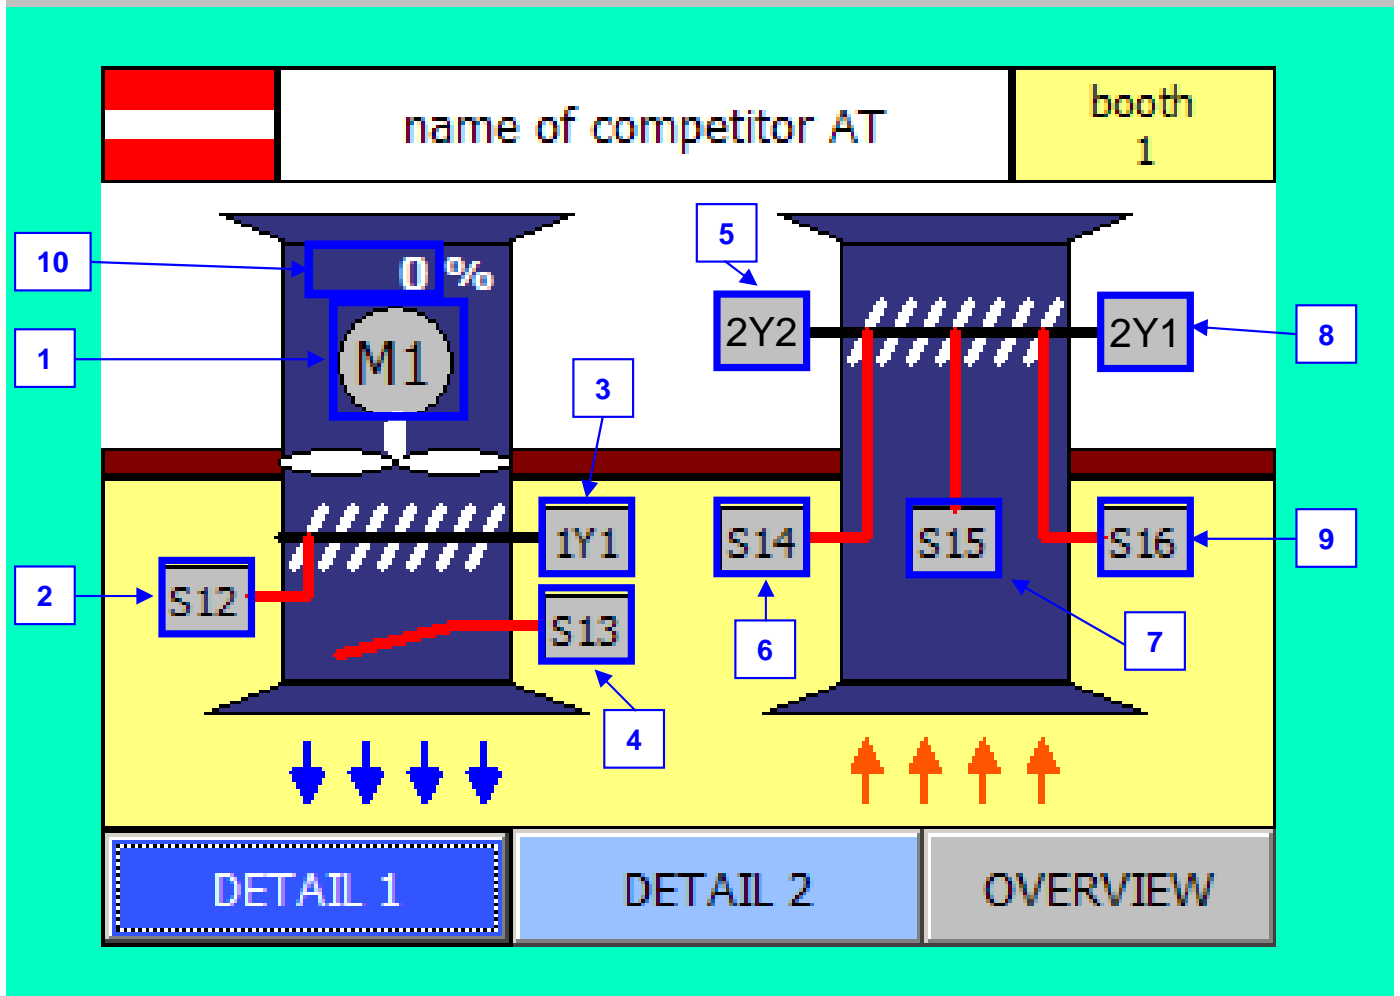 name of competitor AT
booth
1
10
0 %
5
2Y2
2Y1
8
1
M1
3
1Y1
S14
S15
S16
9
2
S12
S13
6
7
4
DETAIL 1
DETAIL 2
OVERVIEW